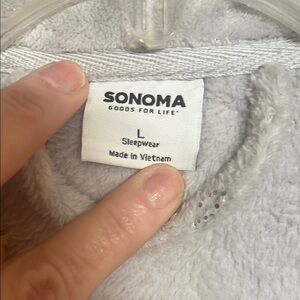 SONOMA
GOODS FOR LIFE
L
Sleepwear
Made in Vietnam